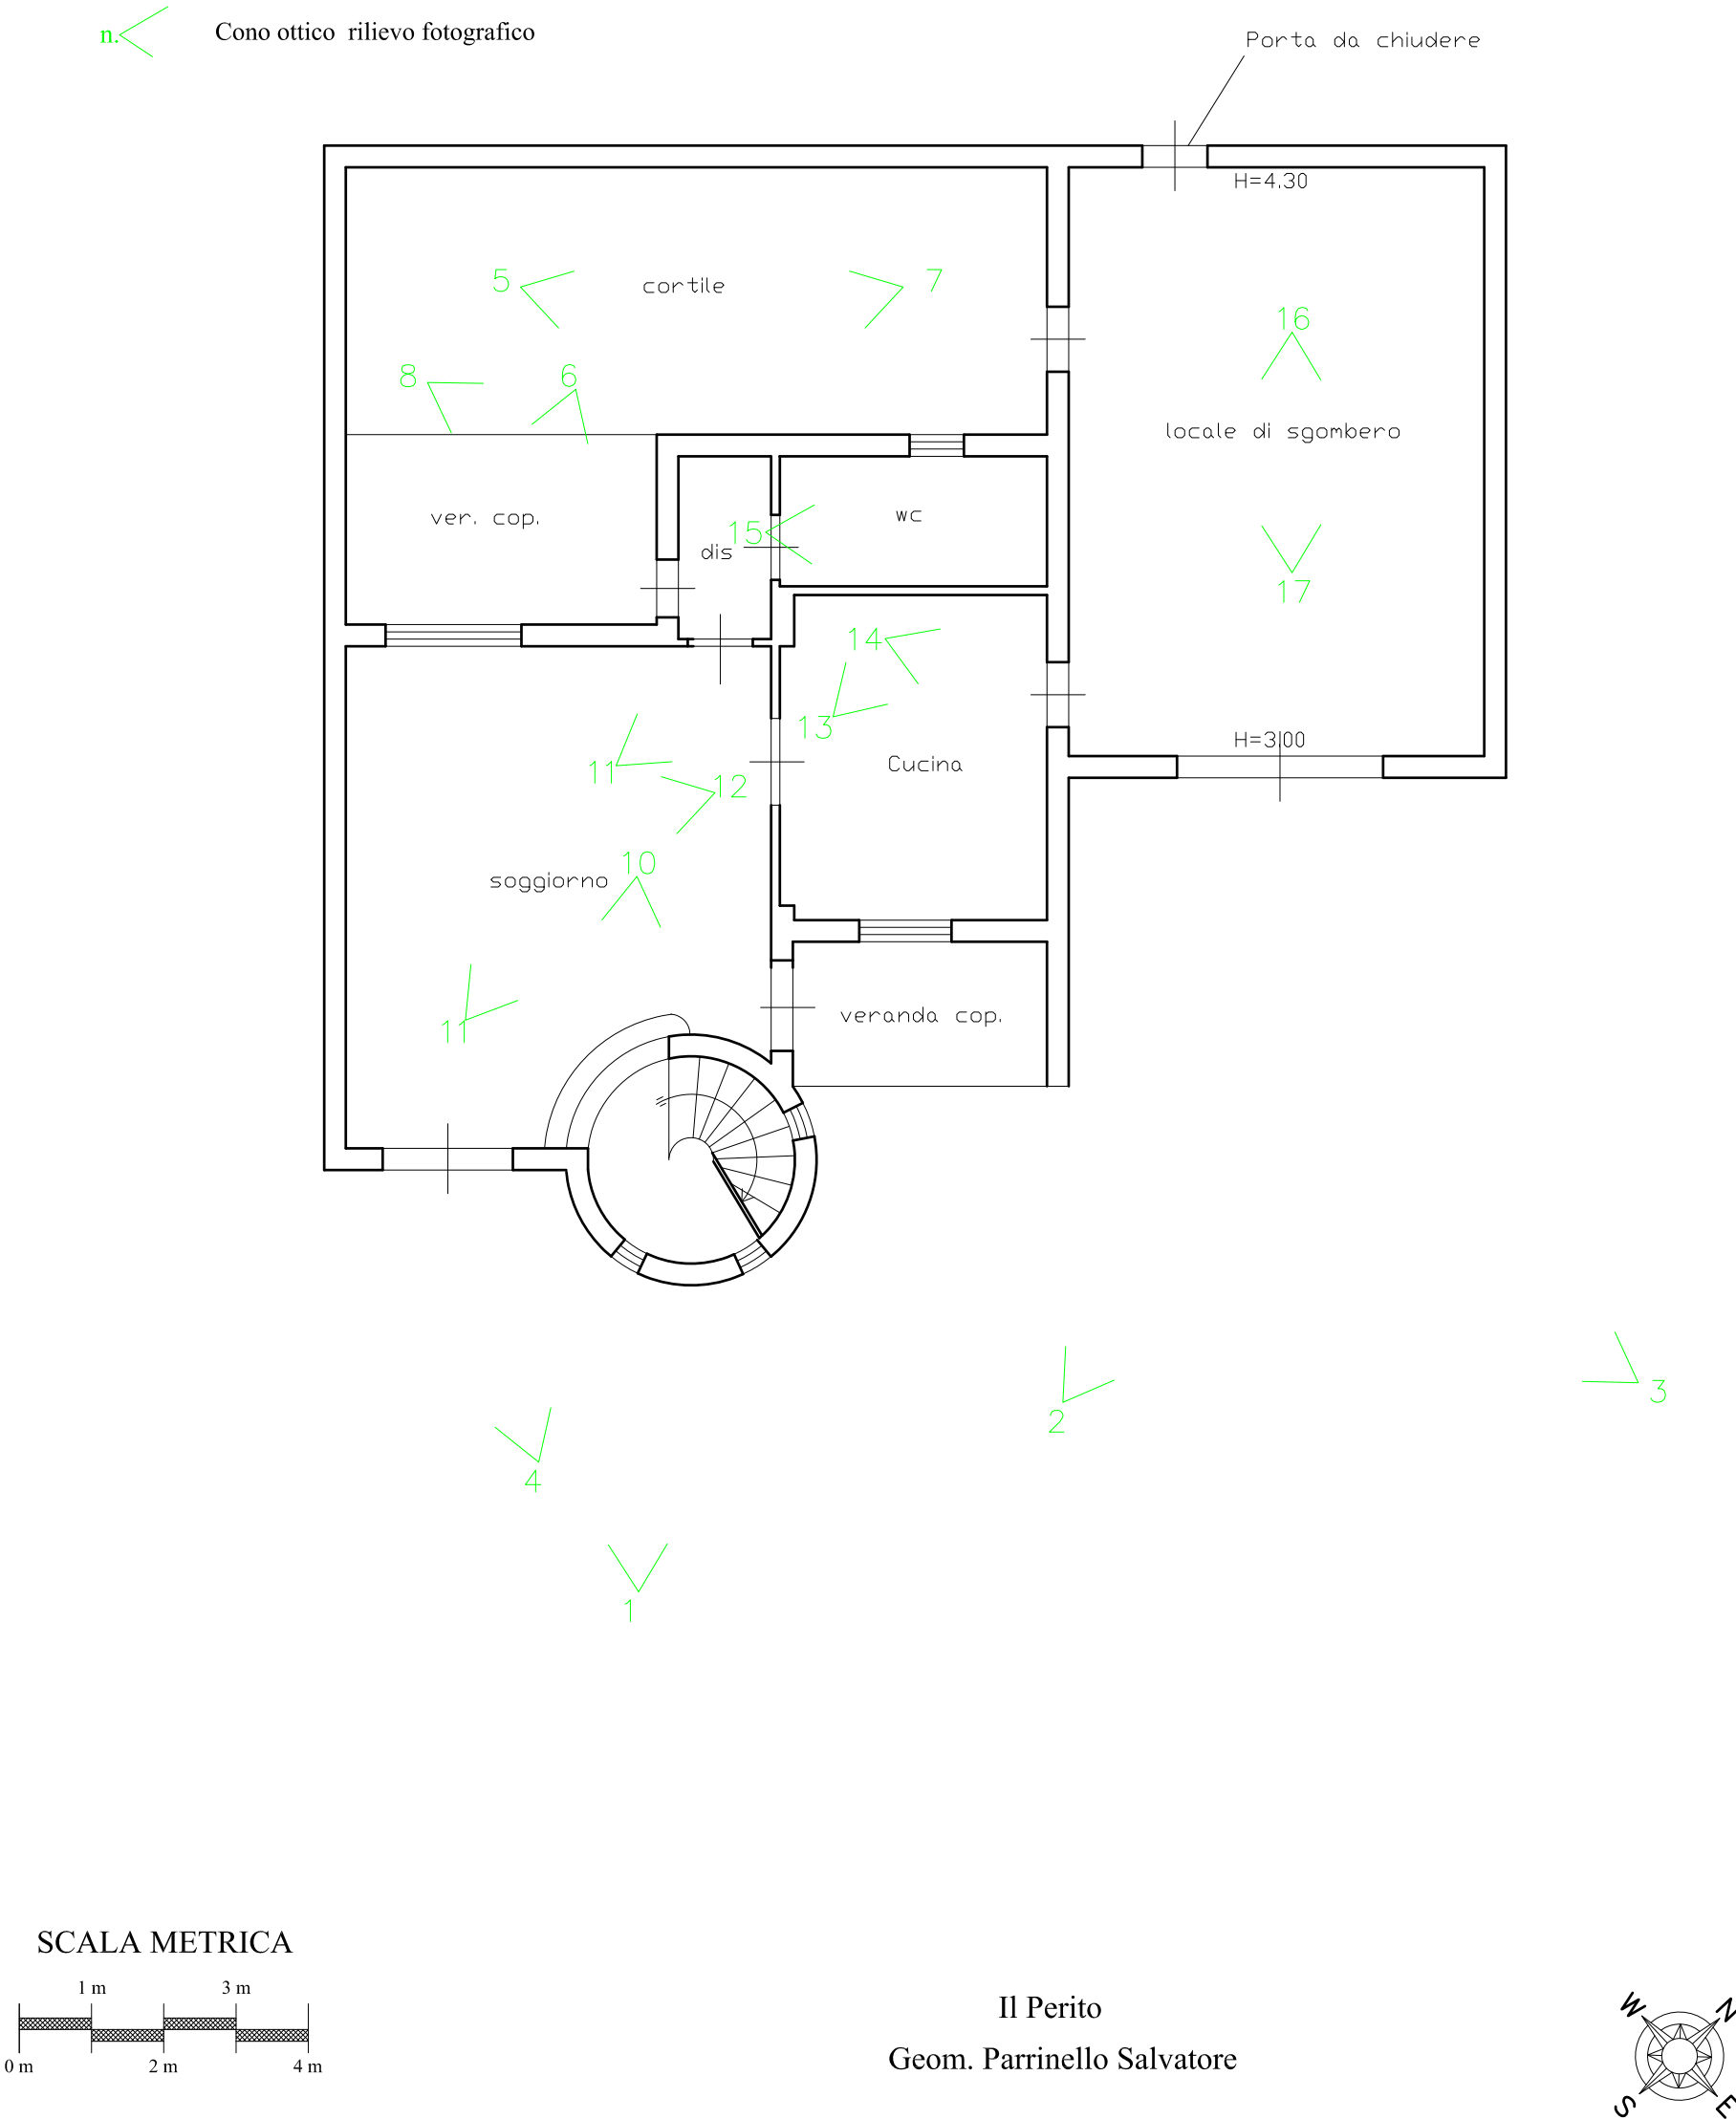 n.
Cono ottico rilievo fotografico
Porta da chiudere
H=4.30
5
cortile
7
16
8
6
locale di sgombero
ver. cop.
wc
15
dis
17
14
13
H=3.00
Cucina
11
12
10
soggiorno
11
veranda cop.
3
2
4
1
SCALA METRICA
1 m 3 m
0 m 2 m 4 m
Il Perito
Geom. Parrinello Salvatore
W N
S E